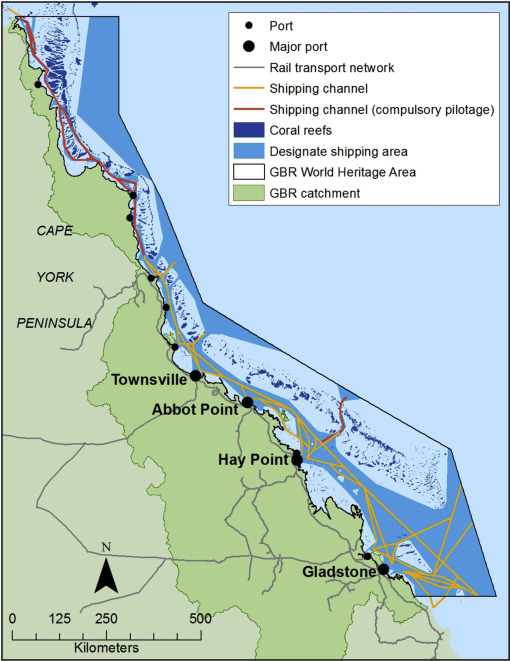 Port
Major port
Rail transport network
Shipping channel
Shipping channel (compulsory pilotage)
Coral reefs
Designate shipping area
GBR World Heritage Area
GBR catchment
CAPE
YORK
PENINSULA
Townsville
Abbot Point
Hay Point
Gladstone
N
0 125 250 500
Kilometers